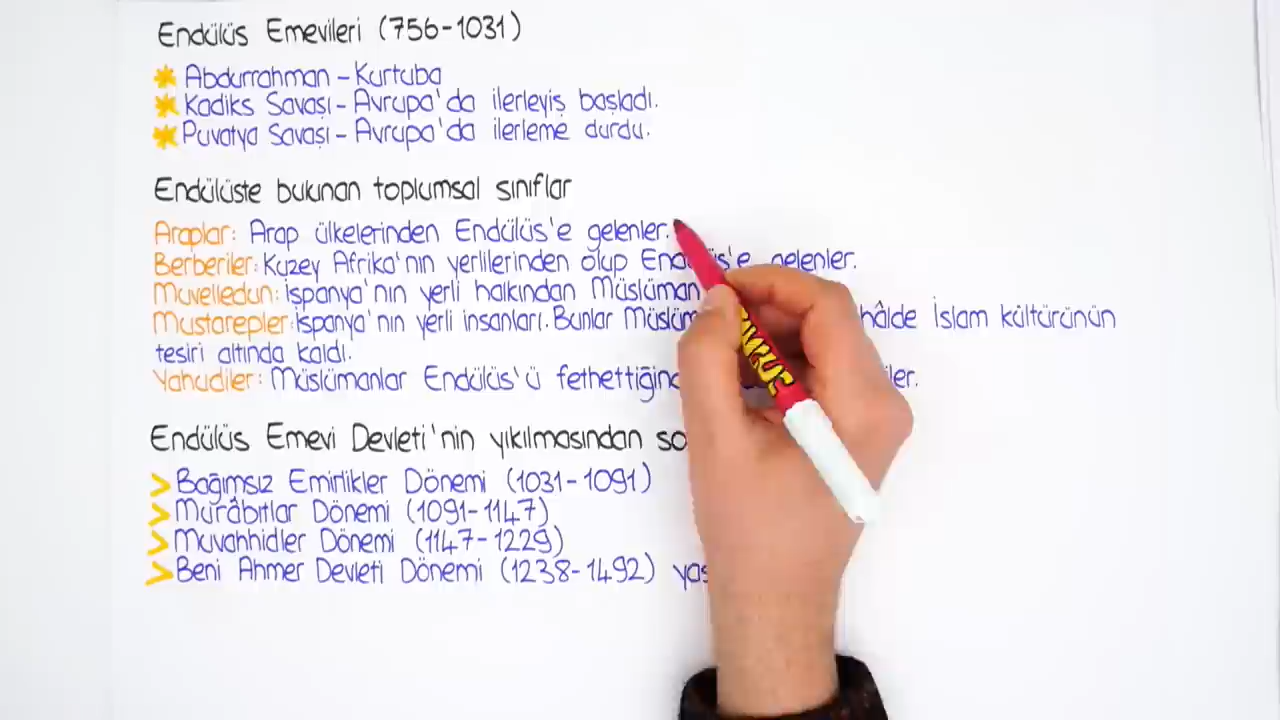 Endülüs Emevileri (756-1031)
* Abdurrahman - Kurtuba
* Kadiks Savaşı - Avrupa'da ilerleyiş başladı.
* Puvatya Savaşı - Avrupa'da ilerleme durdu.
Endülüste bulunan toplumsal sınıflar
Araplar: Arap ülkelerinden Endülüs'e gelenler.
Berberiler: Kuzey Afrika'nın yerlilerinden olup gelenler.
Muvelledun: İspanya'nın yerli halkından Müslüman
Mustarepler: İspanya'nın yerli insanları. Bunlar hâlde İslam kültürünün
tesiri altında kaldı.
Yahudiler: Müslümanlar Endülüs'ü
Endülüs Emevi Devleti'nin yıkılmasından
> Bağımsız Emirlikler Dönemi (1031-1091)
> Murâbıtlar Dönemi (1091-1147)
> Muvahhidler Dönemi (1147-1229)
> Beni Ahmer Devleti Dönemi (1238-1492)